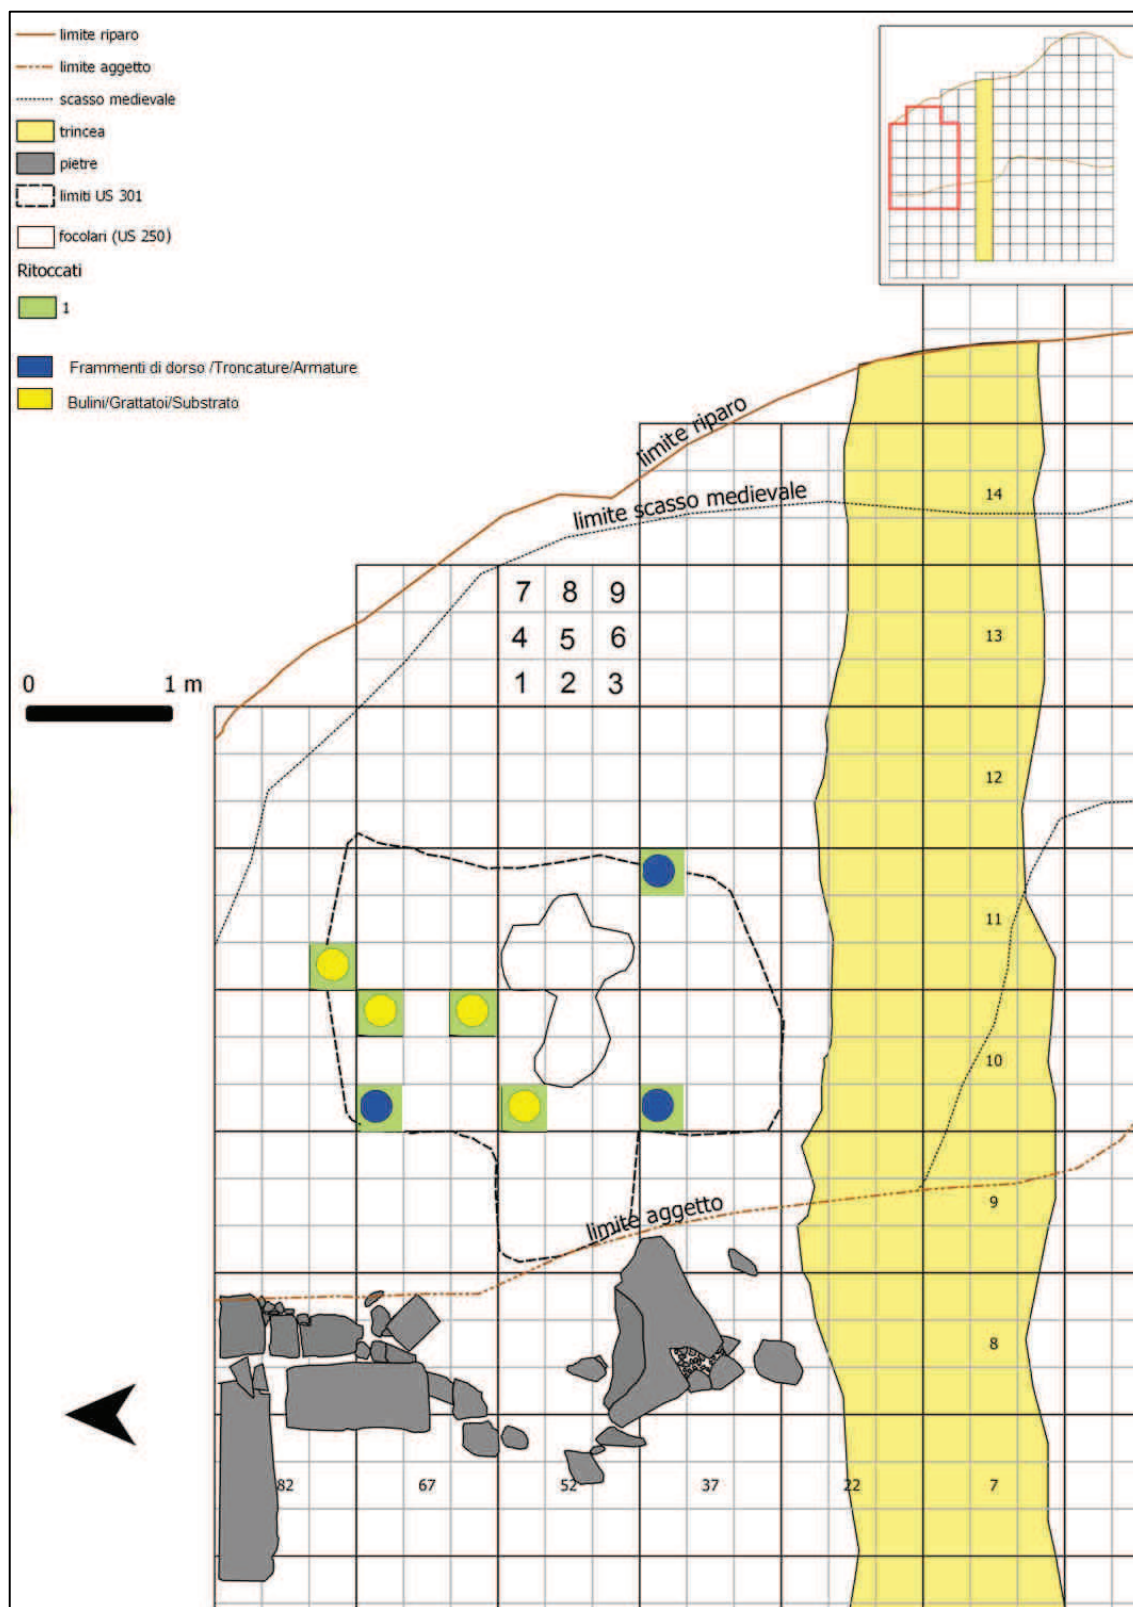 limite riparo
limite aggetto
scasso medievale
trincea
pietre
limiti US 301
focolari (US 250)
Ritoccati
1
Frammenti di dorso /Troncature/Armature
Bulini/Grattatoi/Substrato
limite riparo
limite scasso medievale
14
7 8 9
4 5 6
13
1 2 3
0 1 m
12
11
10
limite aggetto
9
8
82 67 52 37 22 7